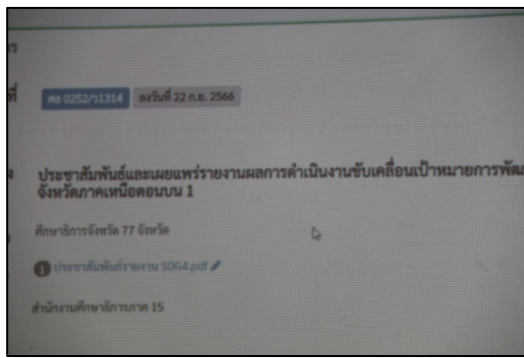 ที่
ศธ 0252/ว1314 ลงวันที่ 22 ก.ย. 2566
ประชาสัมพันธ์และเผยแพร่รายงานผลการดำเนินงานขับเคลื่อนเป้าหมายการพัฒ
จังหวัดภาคเหนือตอนบน 1
ศึกษาธิการจังหวัด 77 จังหวัด
1 ประชาสัมพันธ์รายงาน SDG4.pdf
สำนักงานศึกษาธิการภาค 15